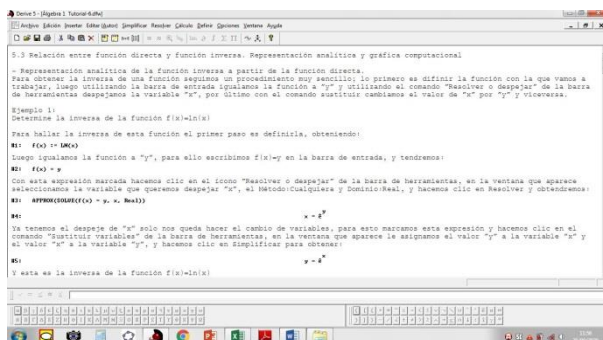 Derive 5 - [Álgebra 1 Tutorial-6.dfw]
Archivo Edición Insertar Editar (Autor) Simplificar Resolver Cálculo Definir Opciones Ventana Ayuda
5.3 Relación entre función directa y función inversa. Representación analítica y gráfica computacional
- Representación analítica de la función inversa a partir de la función directa.
Para obtener la inversa de una función seguimos un procedimiento muy sencillo; lo primero es difinir la función con la que vamos a
trabajar, luego utilizando la barra de entrada igualamos la función a "y" y utilizando el comando "Resolver o despejar" de la barra
de herramientas despejamos la variable "x", por último con el comando sustituir cambiamos el valor de "x" por "y" y viceversa.
Ejemplo 1:
Determine la inversa de la función f(x)=ln(x)
Para hallar la inversa de esta función el primer paso es definirla, obteniendo:
#1: f(x) := LN(x)
Luego igualamos la función a "y", para ello escribimos f(x)=y en la barra de entrada, y tendremos:
#2: f(x) = y
Con esta expresión marcada hacemos clic en el icono "Resolver o despejar" de la barra de herramientas, en la ventana que aparece
seleccionamos la variable que queremos despejar "x", el Método:Cualquiera y Dominio:Real, y hacemos clic en Resolver y obtendremos:
#3: APPROX(SOLVE(f(x) = y, x, Real))
#4: x = ê^y
Ya tenemos el despeje de "x" solo nos queda hacer el cambio de variables, para esto marcamos esta expresión y hacemos clic en el
comando "Sustituir variables" de la barra de herramientas, en la ventana que aparece le asignamos el valor "y" a la variable "x" y
el valor "x" a la variable "y", y hacemos clic en Simplificar para obtener:
#5: y = ê^x
Y esta es la inversa de la función f(x)=ln(x)